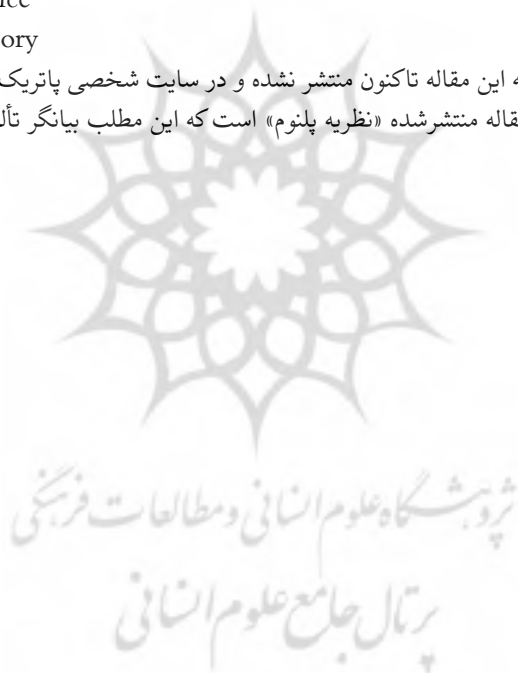 ory
ه این مقاله تاکنون منتشر نشده و در سایت شخصی پاتریک
قاله منتشرشده «نظریه پلنوم» است که این مطلب بیانگر تأل
پژوهشگاه علوم انسانی و مطالعات فرهنگی
پرتال جامع علوم انسانی